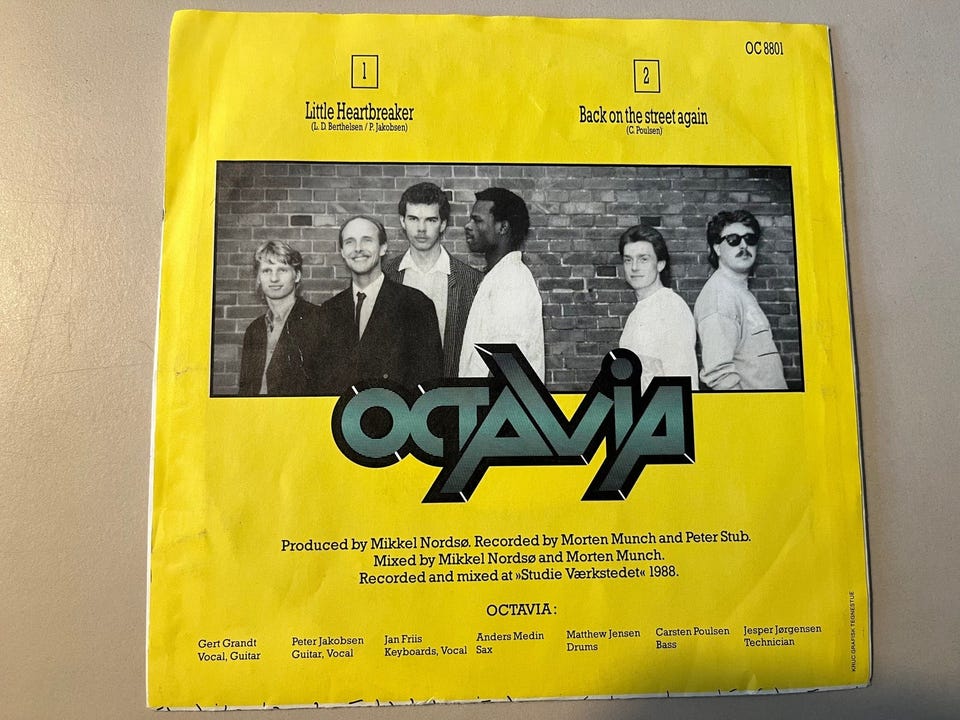 OC 8801
1
Little Heartbreaker
(L. D. Berthelsen / P. Jakobsen)
2
Back on the street again
(C. Poulsen)
OCTAVIA
Produced by Mikkel Nordsø. Recorded by Morten Munch and Peter Stub.
Mixed by Mikkel Nordsø and Morten Munch.
Recorded and mixed at »Studie Værkstedet« 1988.
OCTAVIA:
Gert Grandt
Vocal, Guitar
Peter Jakobsen
Guitar, Vocal
Jan Friis
Keyboards, Vocal
Anders Medin
Sax
Matthew Jensen
Drums
Carsten Poulsen
Bass
Jesper Jørgensen
Technician
GRAFISK TEGNESTUE